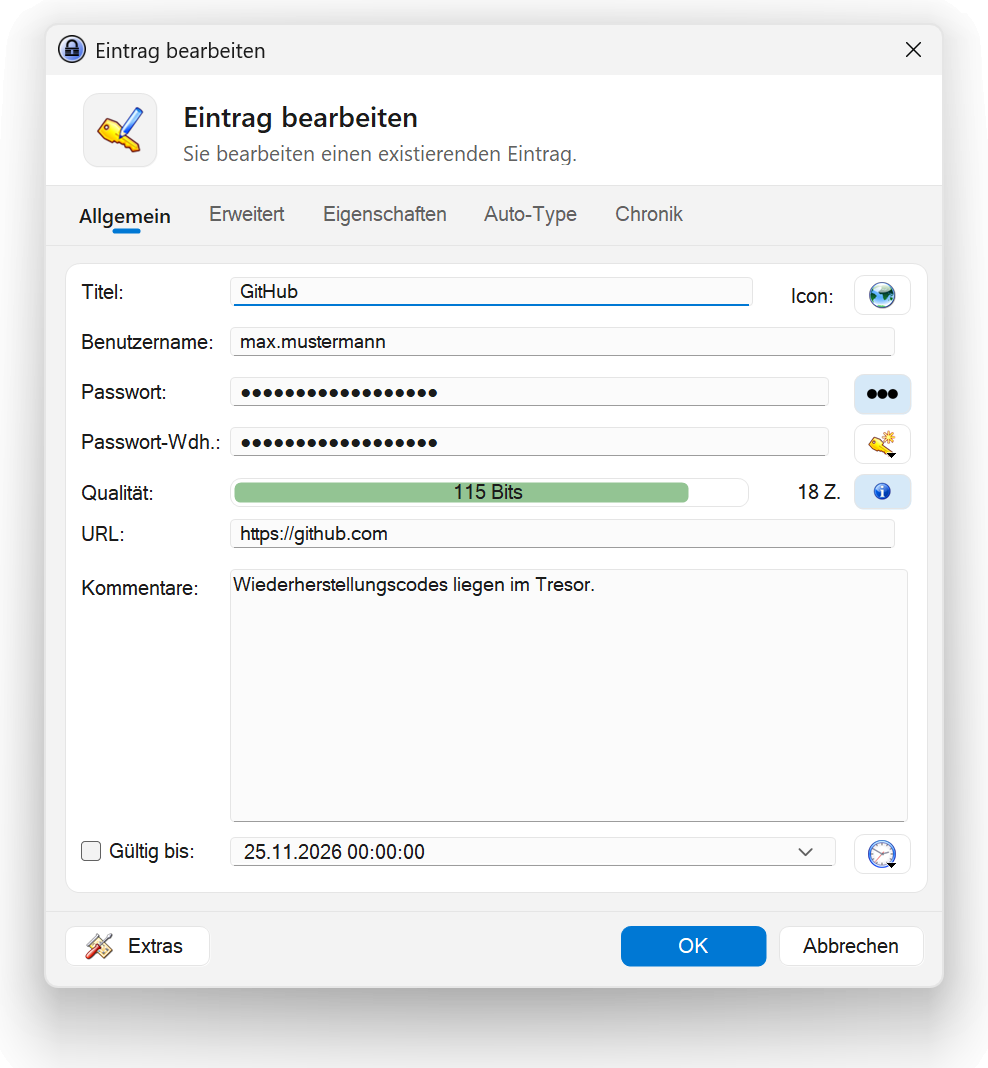 Eintrag bearbeiten
Eintrag bearbeiten
Sie bearbeiten einen existierenden Eintrag.
Allgemein Erweitert Eigenschaften Auto-Type Chronik
Titel: GitHub Icon:
Benutzername: max.mustermann
Passwort: ●●●●●●●●●●●●●●●●●● ●●●
Passwort-Wdh.: ●●●●●●●●●●●●●●●●●●
Qualität: 115 Bits 18 Z.
URL: https://github.com
Kommentare: Wiederherstellungscodes liegen im Tresor.
Gültig bis: 25.11.2026 00:00:00
Extras OK Abbrechen